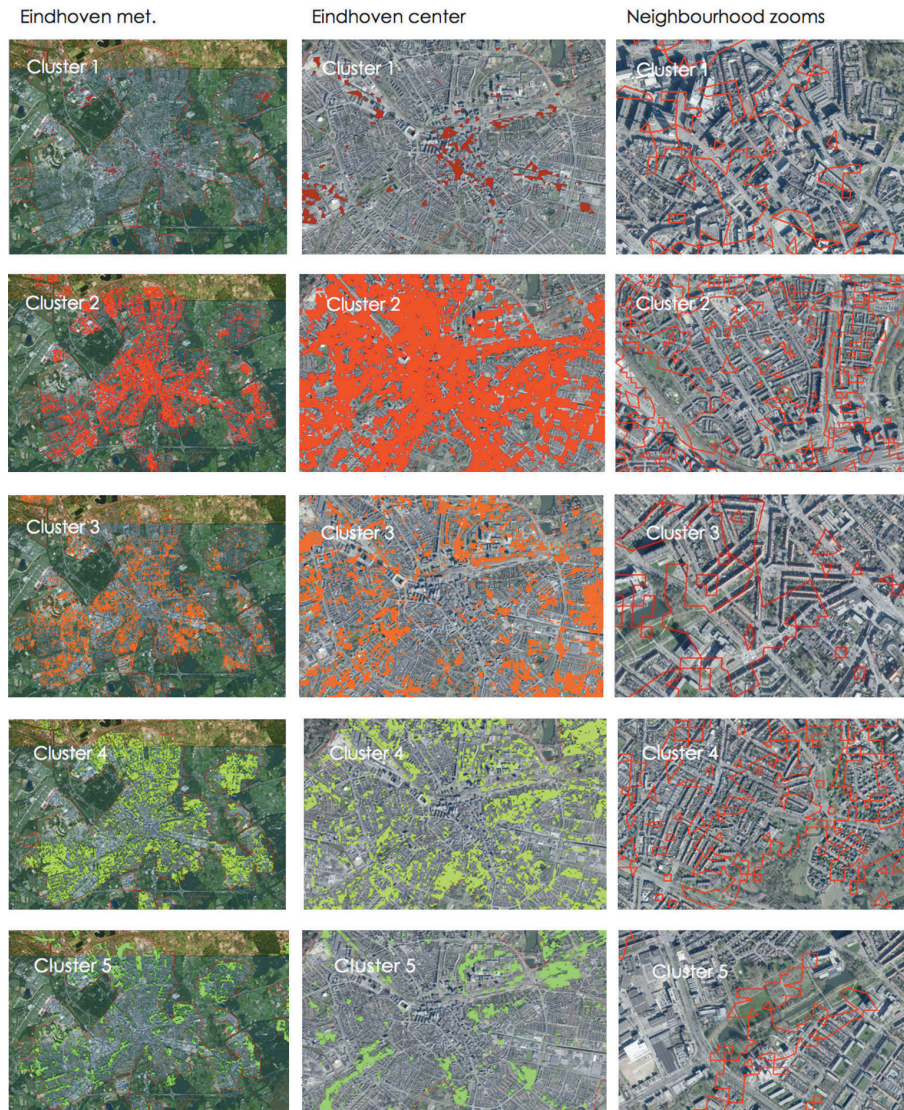 Eindhoven met. Eindhoven center Neighbourhood zooms
Cluster 1 Cluster 1 Cluster 1
Cluster 2 Cluster 2 Cluster 2
Cluster 3 Cluster 3 Cluster 3
Cluster 4 Cluster 4 Cluster 4
Cluster 5 Cluster 5 Cluster 5